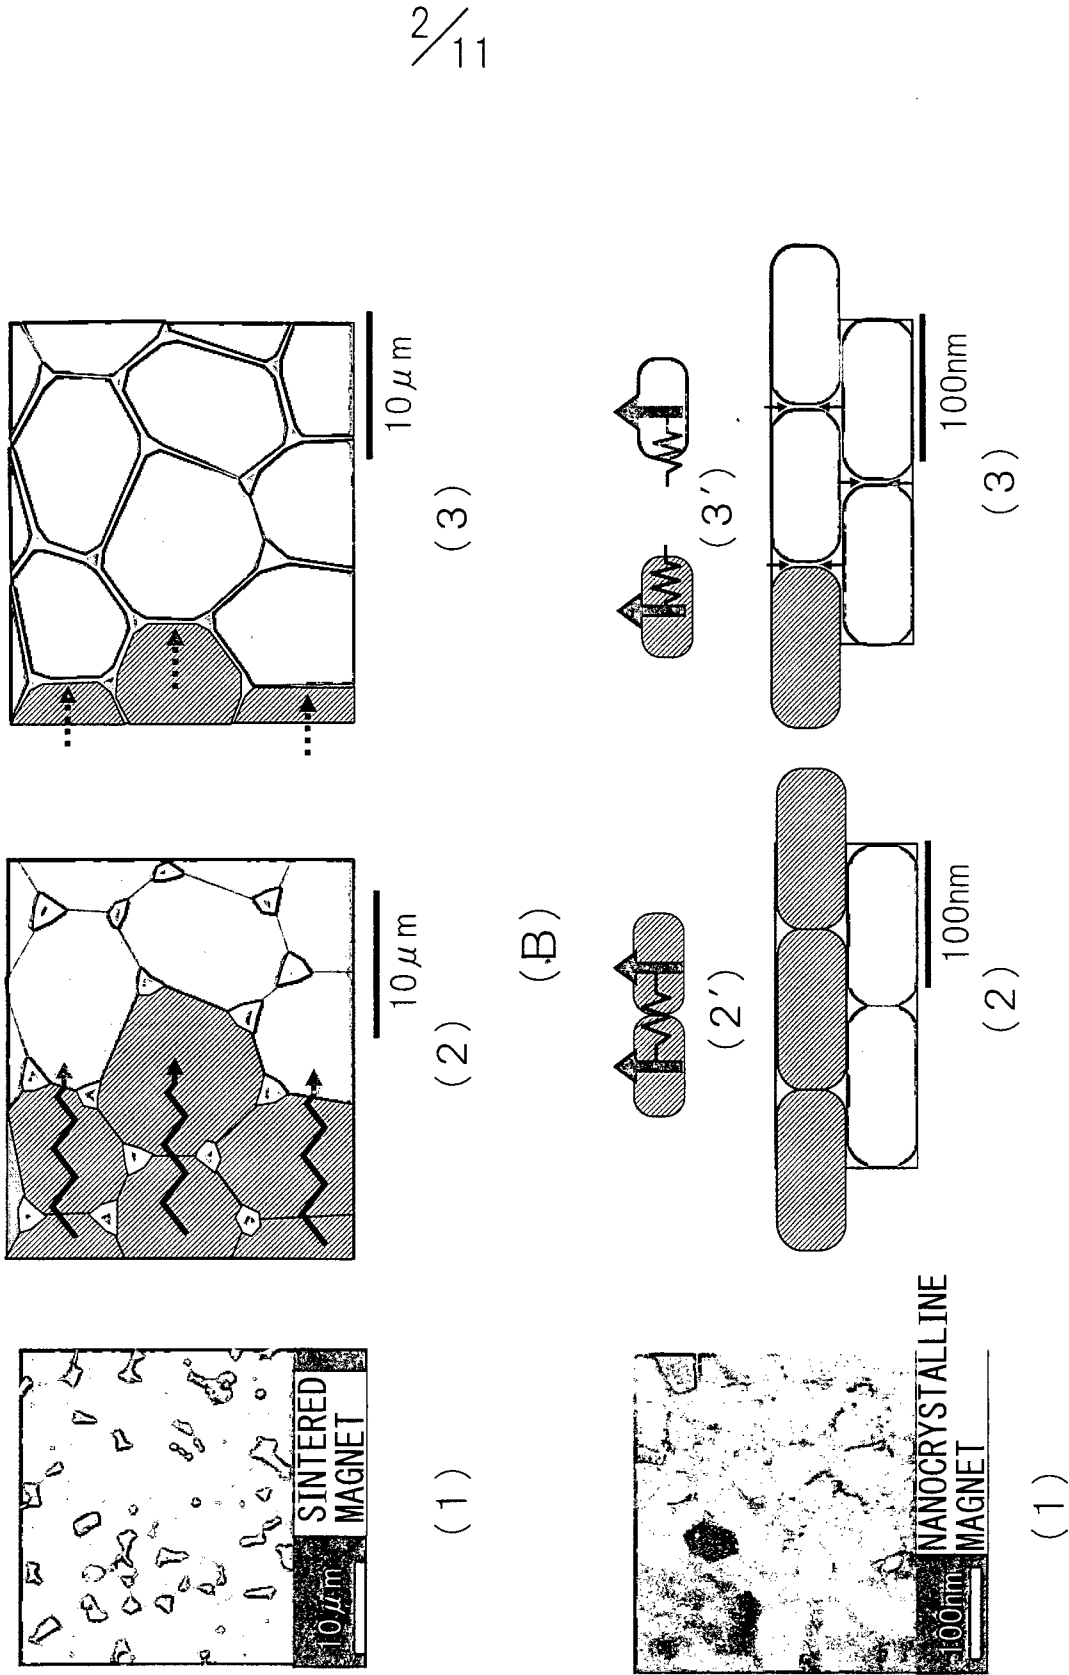 2/11
10μm
SINTERED
MAGNET
(1)
10μm
(2)
10μm
(3)
(B)
(2')
(3')
100nm
NANOCRYSTALLINE
MAGNET
(1)
100nm
(2)
100nm
(3)